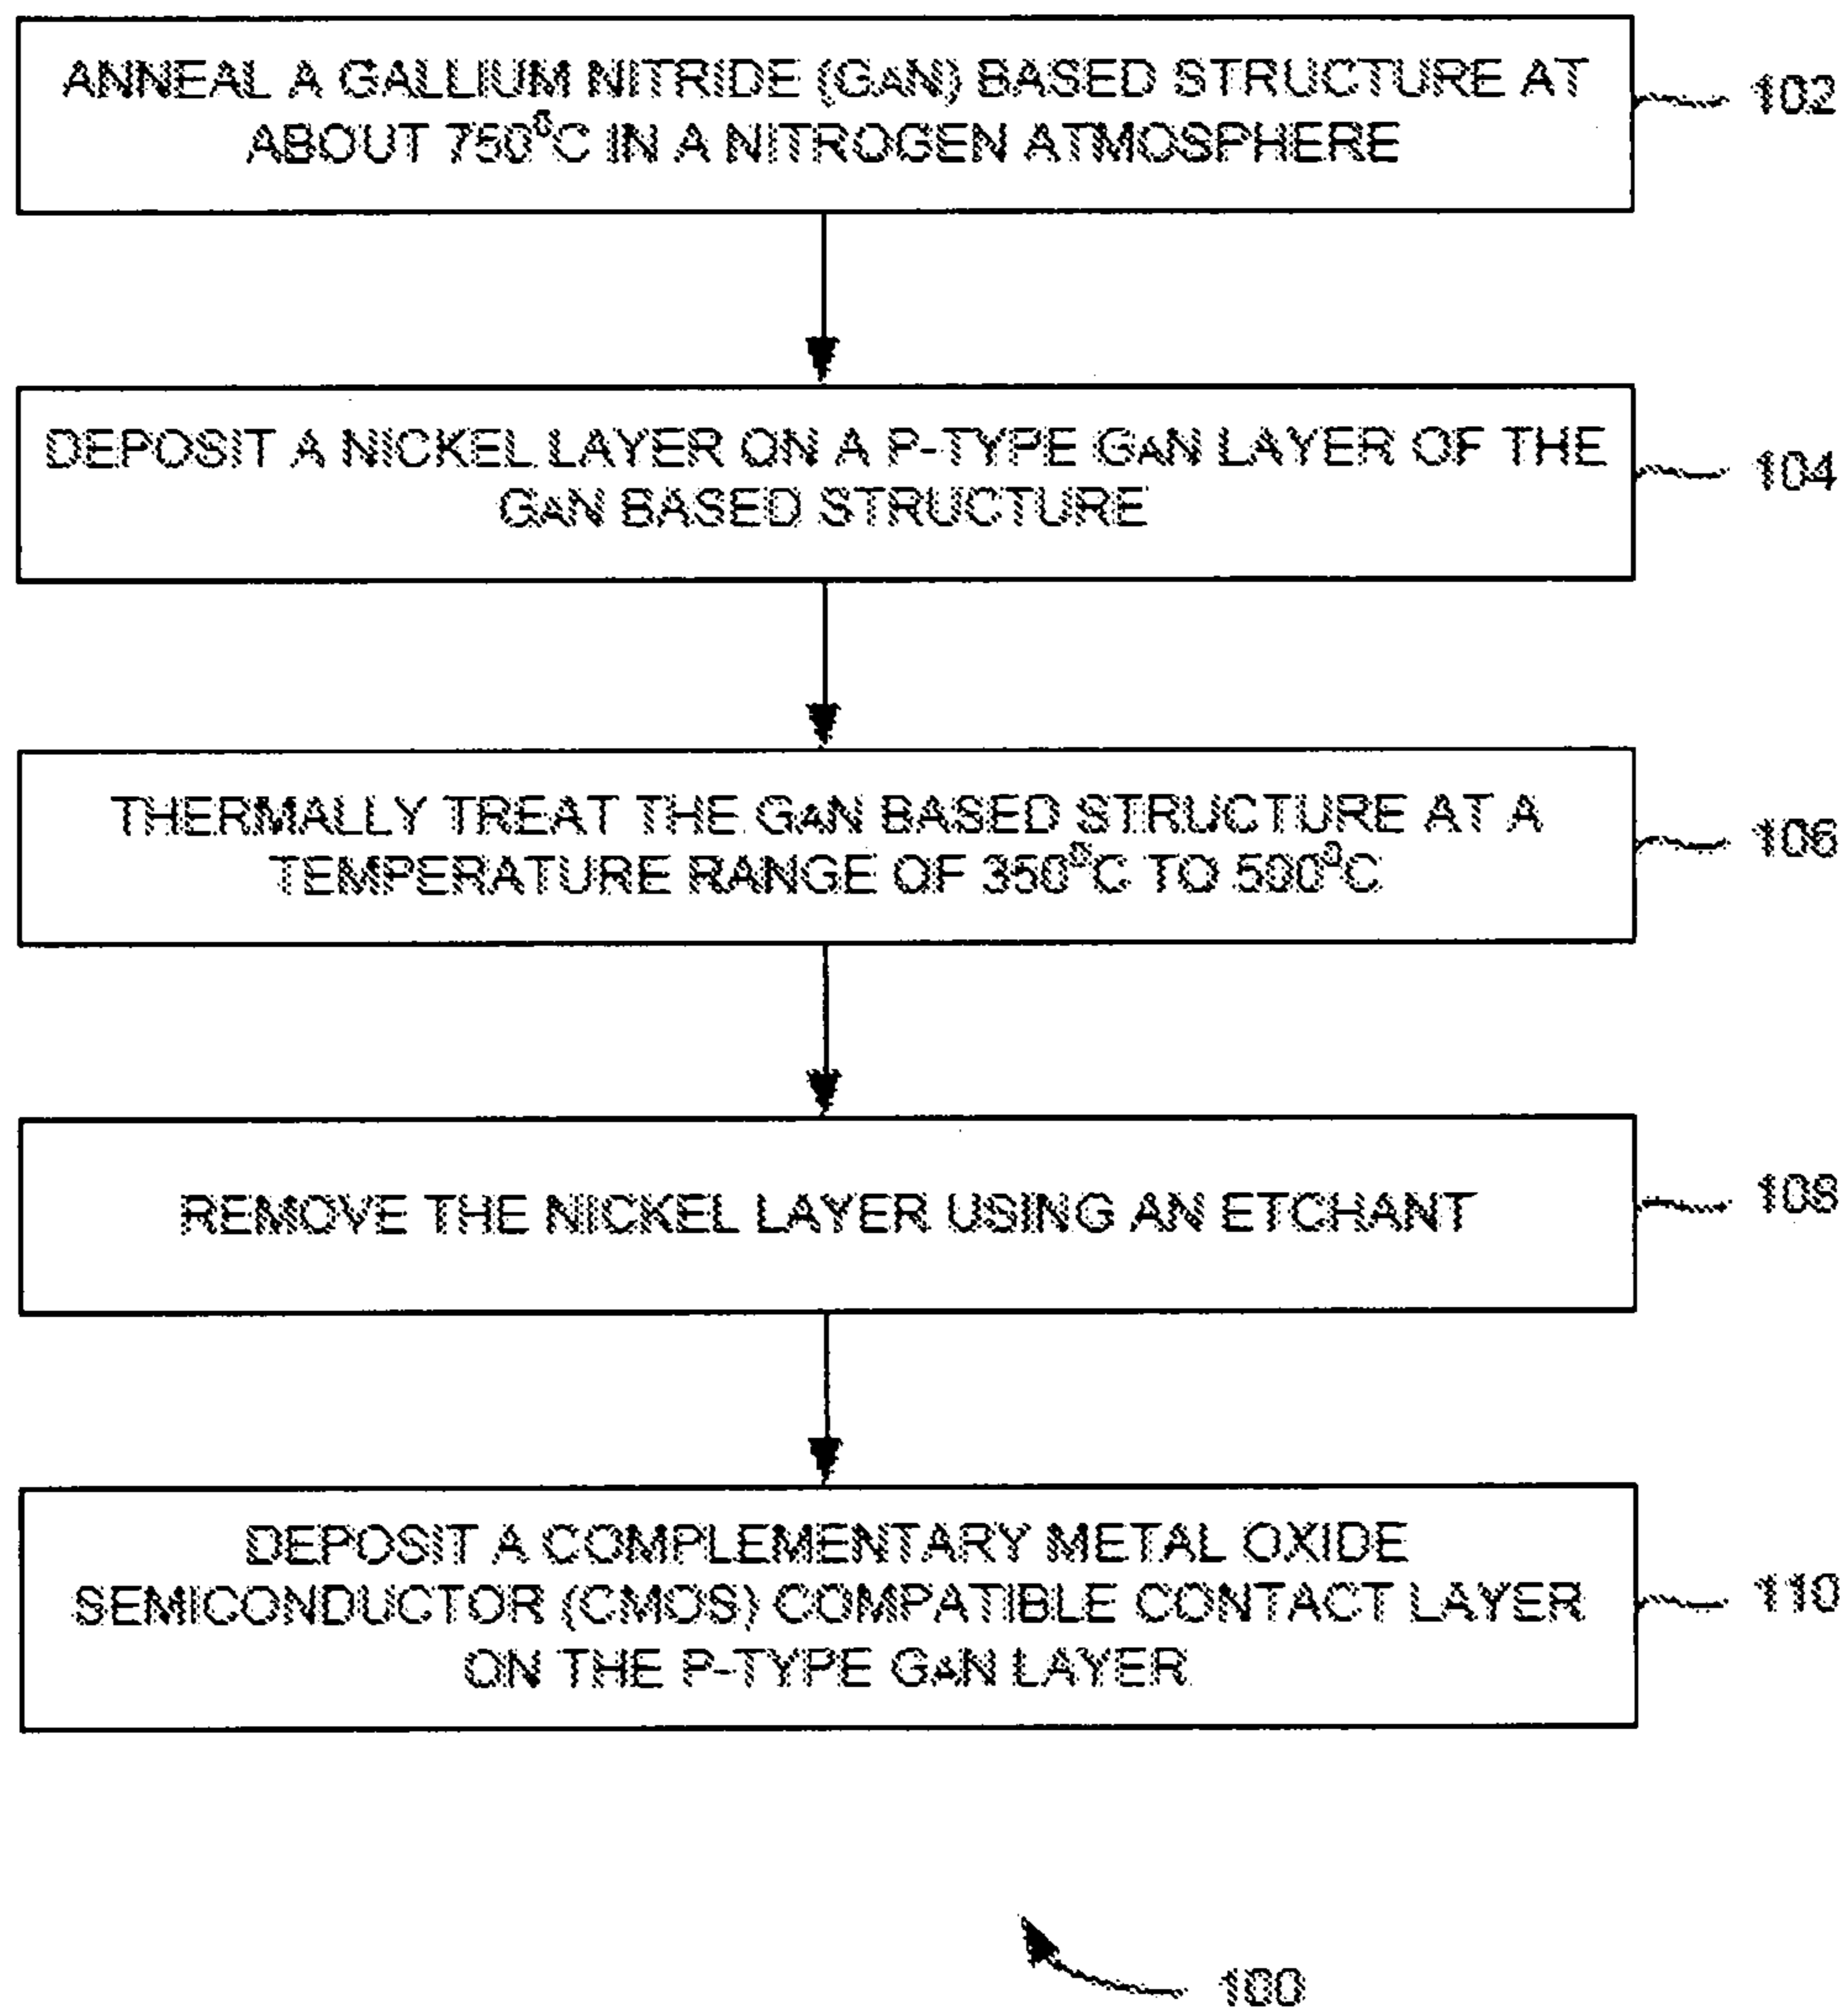 ANNEAL A GALLIUM NITRIDE (GAN) BASED STRUCTURE AT
ABOUT 750°C IN A NITROGEN ATMOSPHERE
102
DEPOSIT A NICKEL LAYER ON A P-TYPE GAN LAYER OF THE
GAN BASED STRUCTURE
104
THERMALLY TREAT THE GAN BASED STRUCTURE AT A
TEMPERATURE RANGE OF 350°C TO 500°C
106
REMOVE THE NICKEL LAYER USING AN ETCHANT
108
DEPOSIT A COMPLEMENTARY METAL OXIDE
SEMICONDUCTOR (CMOS) COMPATIBLE CONTACT LAYER
ON THE P-TYPE GAN LAYER
110
100